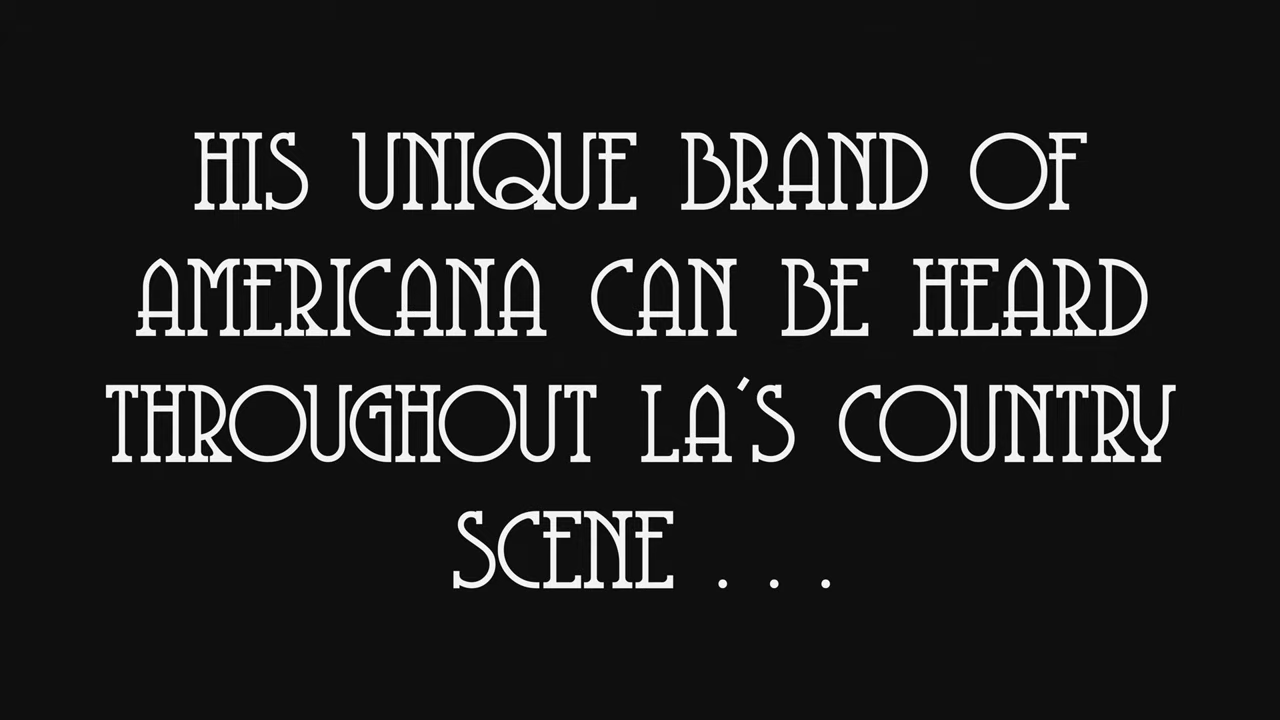 HIS UNIQUE BRAND OF
AMERICANA CAN BE HEARD
THROUGHOUT LA'S COUNTRY
SCENE . . .